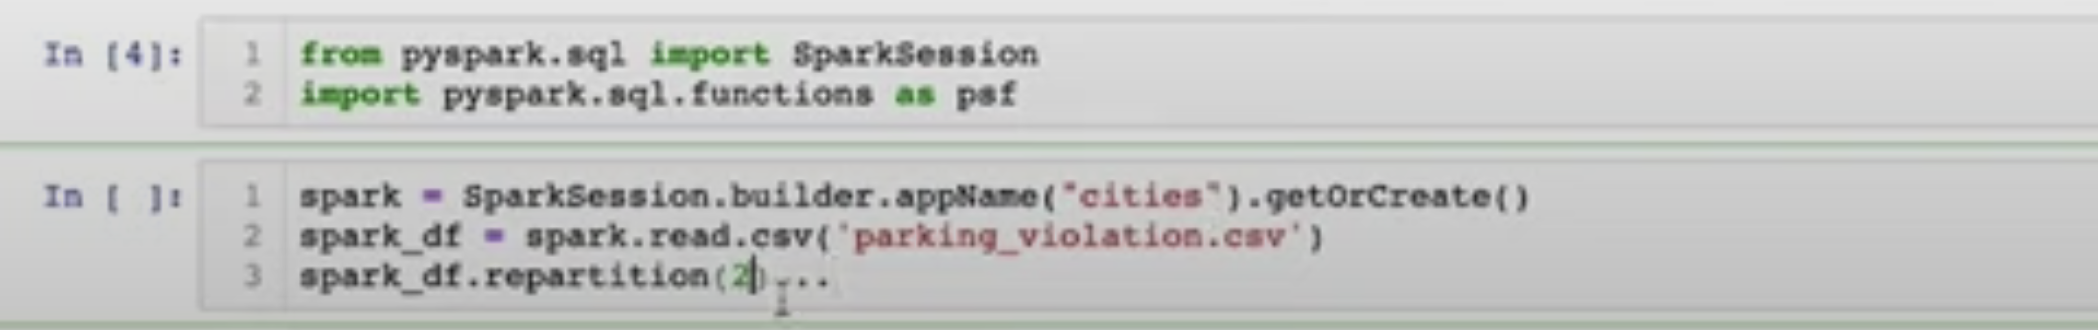 In [4]:
1 from pyspark.sql import SparkSession
2 import pyspark.sql.functions as psf
In [ ]:
1 spark = SparkSession.builder.appName("cities").getOrCreate()
2 spark_df = spark.read.csv('parking_violation.csv')
3 spark_df.repartition(2)...